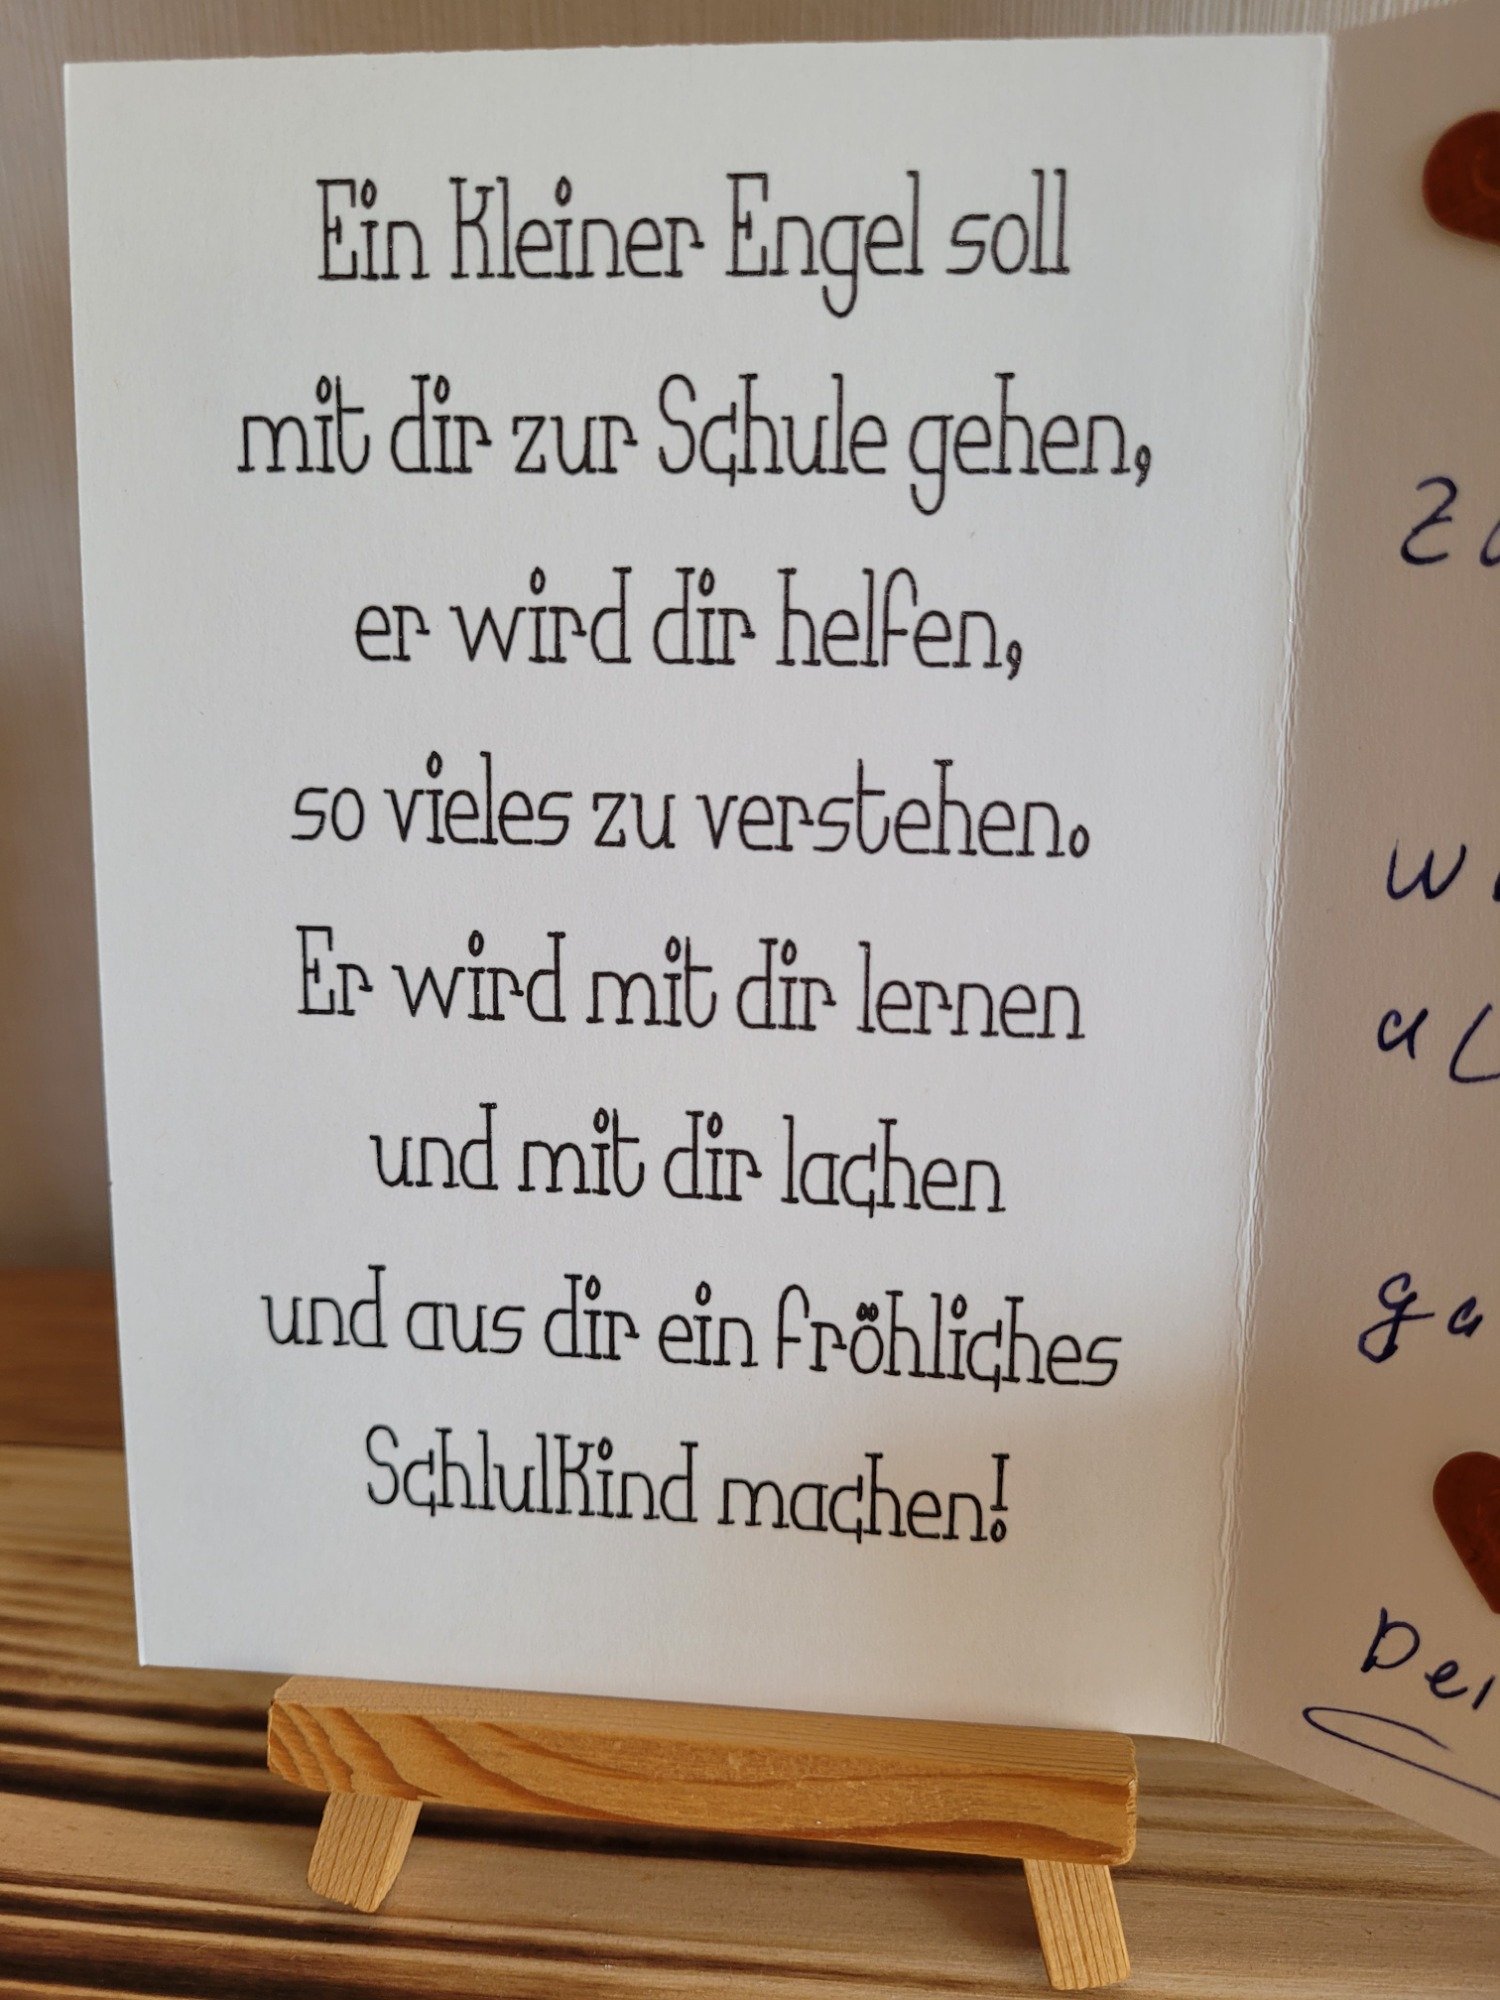 Ein Kleiner Engel soll
mit dir zur Schule gehen,
er wird dir helfen,
so vieles zu verstehen.
Er wird mit dir lernen
und mit dir lachen
und aus dir ein fröhliches
SchlulKind machen!